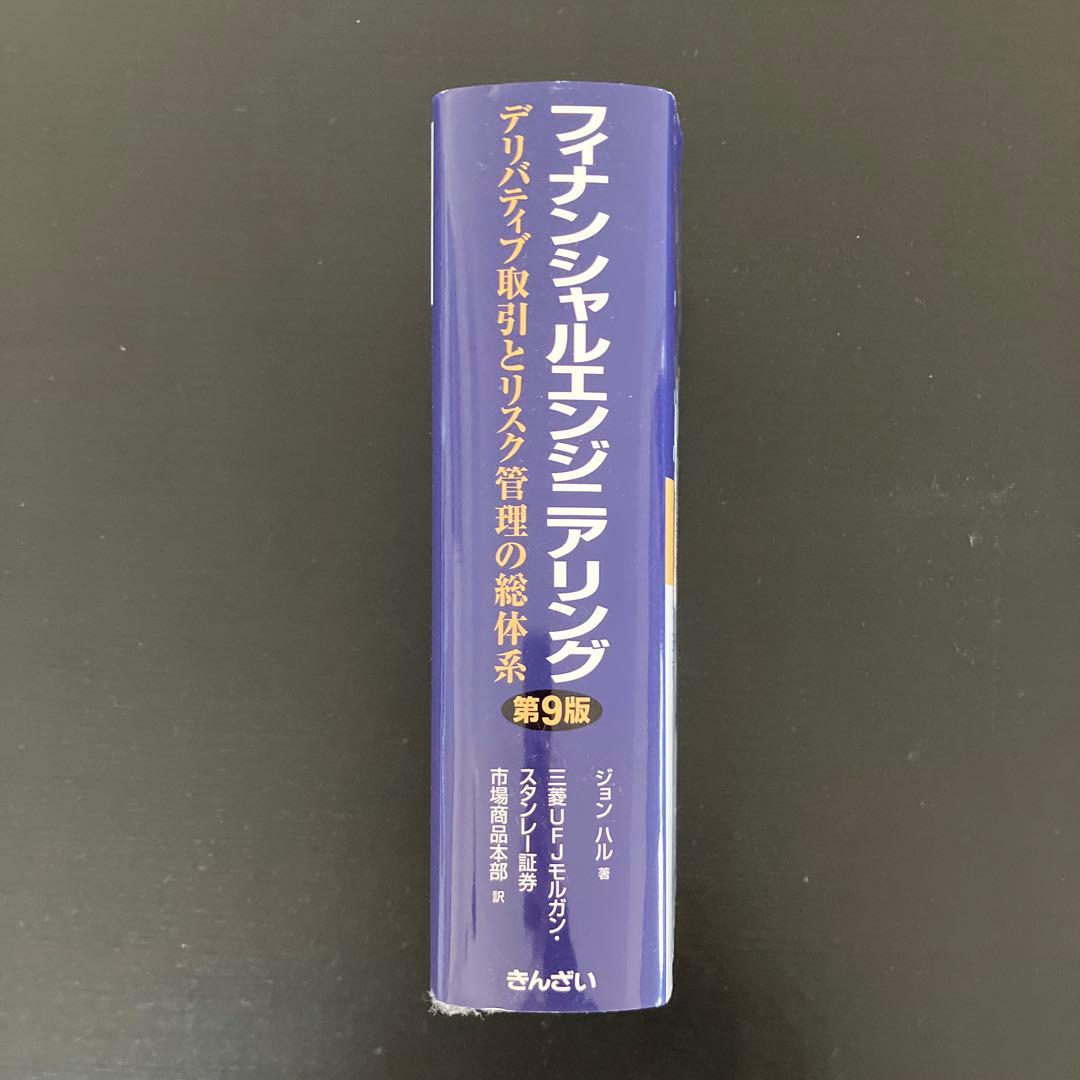 フィナンシャルエンジニアリング
デリバティブ取引とリスク管理の総体系
第9版
ジョン ハル 著
三菱UFJモルガン・
スタンレー証券
市場商品本部 訳
きんざい